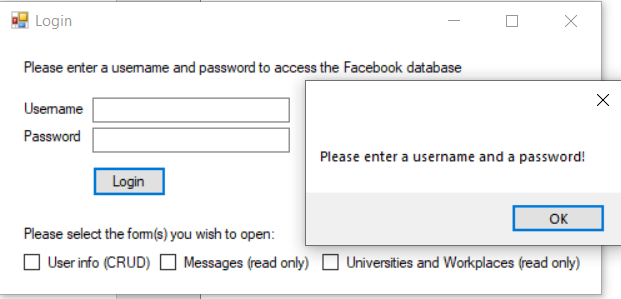 Login
Please enter a username and password to access the Facebook database
Username
Password
Login
Please enter a username and a password!
OK
Please select the form(s) you wish to open:
User info (CRUD) Messages (read only) Universities and Workplaces (read only)